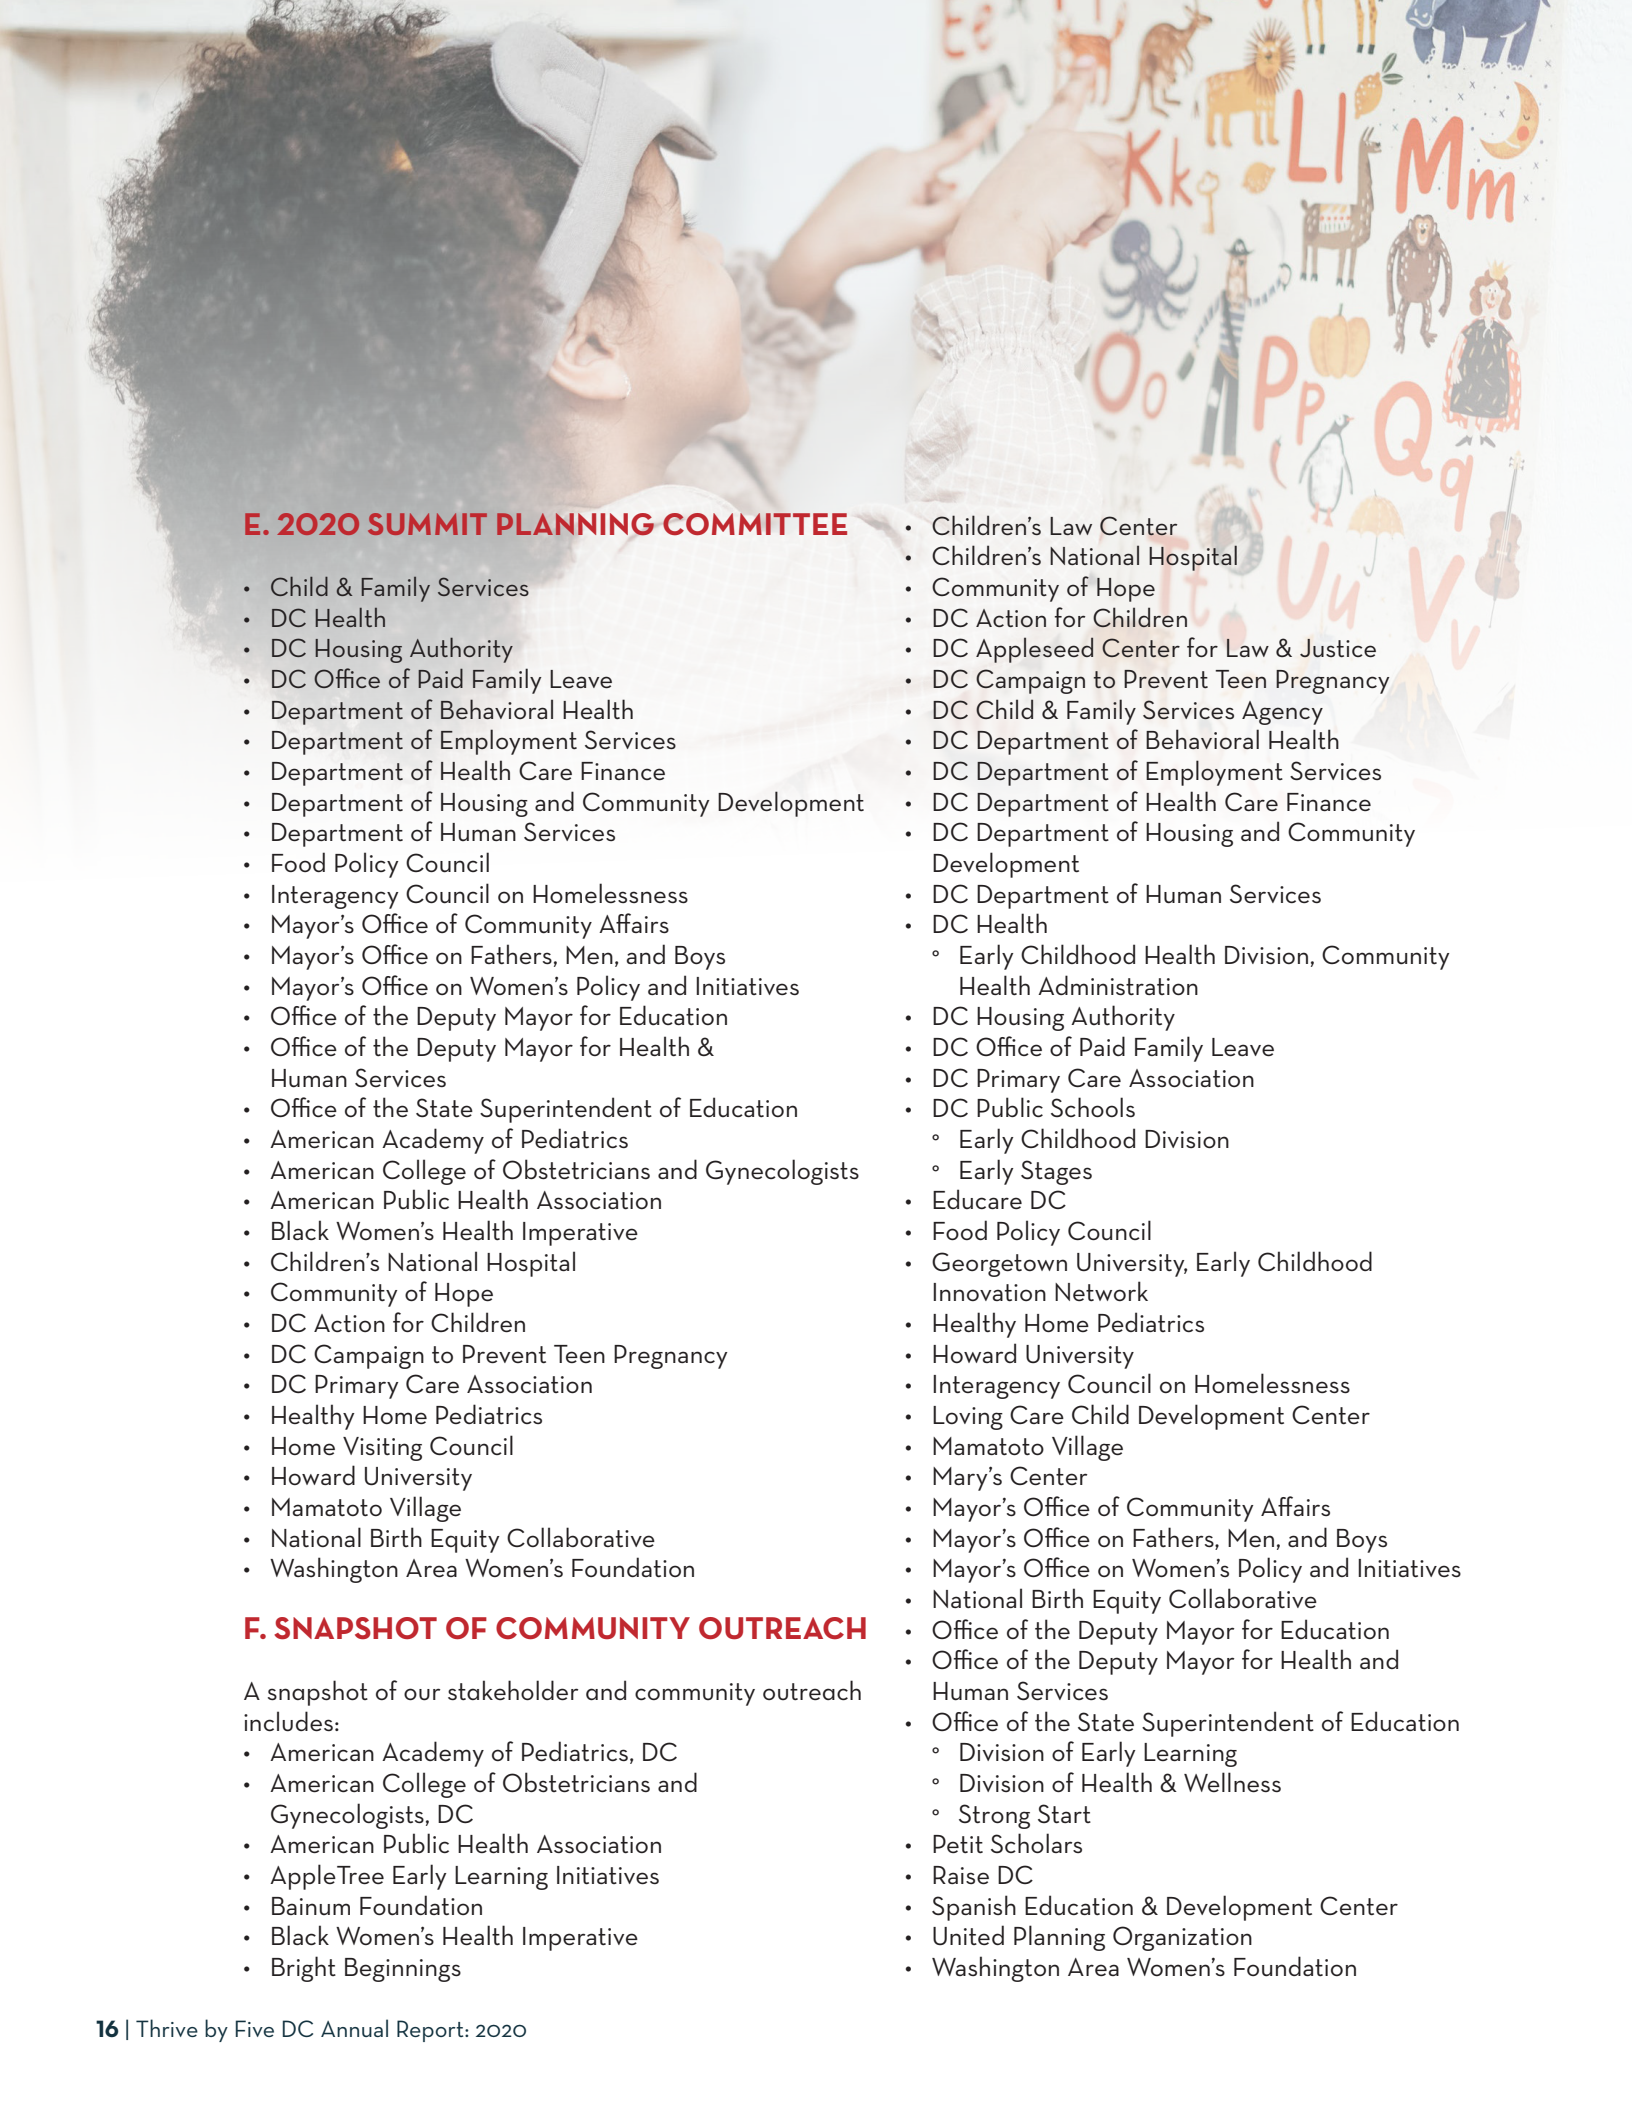 Ee
Kk
Ll
Mm
Oo
Pp
Qq
Tt
Uu
Vv
E. 2020 SUMMIT PLANNING COMMITTEE
• Child & Family Services
• DC Health
• DC Housing Authority
• DC Office of Paid Family Leave
• Department of Behavioral Health
• Department of Employment Services
• Department of Health Care Finance
• Department of Housing and Community Development
• Department of Human Services
• Food Policy Council
• Interagency Council on Homelessness
• Mayor’s Office of Community Affairs
• Mayor’s Office on Fathers, Men, and Boys
• Mayor’s Office on Women’s Policy and Initiatives
• Office of the Deputy Mayor for Education
• Office of the Deputy Mayor for Health &
Human Services
• Office of the State Superintendent of Education
• American Academy of Pediatrics
• American College of Obstetricians and Gynecologists
• American Public Health Association
• Black Women’s Health Imperative
• Children’s National Hospital
• Community of Hope
• DC Action for Children
• DC Campaign to Prevent Teen Pregnancy
• DC Primary Care Association
• Healthy Home Pediatrics
• Home Visiting Council
• Howard University
• Mamatoto Village
• National Birth Equity Collaborative
• Washington Area Women’s Foundation
F. SNAPSHOT OF COMMUNITY OUTREACH
A snapshot of our stakeholder and community outreach
includes:
• American Academy of Pediatrics, DC
• American College of Obstetricians and
Gynecologists, DC
• American Public Health Association
• AppleTree Early Learning Initiatives
• Bainum Foundation
• Black Women’s Health Imperative
• Bright Beginnings
• Children’s Law Center
• Children’s National Hospital
• Community of Hope
• DC Action for Children
• DC Appleseed Center for Law & Justice
• DC Campaign to Prevent Teen Pregnancy
• DC Child & Family Services Agency
• DC Department of Behavioral Health
• DC Department of Employment Services
• DC Department of Health Care Finance
• DC Department of Housing and Community
Development
• DC Department of Human Services
• DC Health
° Early Childhood Health Division, Community
Health Administration
• DC Housing Authority
• DC Office of Paid Family Leave
• DC Primary Care Association
• DC Public Schools
° Early Childhood Division
° Early Stages
• Educare DC
• Food Policy Council
• Georgetown University, Early Childhood
Innovation Network
• Healthy Home Pediatrics
• Howard University
• Interagency Council on Homelessness
• Loving Care Child Development Center
• Mamatoto Village
• Mary’s Center
• Mayor’s Office of Community Affairs
• Mayor’s Office on Fathers, Men, and Boys
• Mayor’s Office on Women’s Policy and Initiatives
• National Birth Equity Collaborative
• Office of the Deputy Mayor for Education
• Office of the Deputy Mayor for Health and
Human Services
• Office of the State Superintendent of Education
° Division of Early Learning
° Division of Health & Wellness
° Strong Start
• Petit Scholars
• Raise DC
• Spanish Education & Development Center
• United Planning Organization
• Washington Area Women’s Foundation
16 | Thrive by Five DC Annual Report: 2020